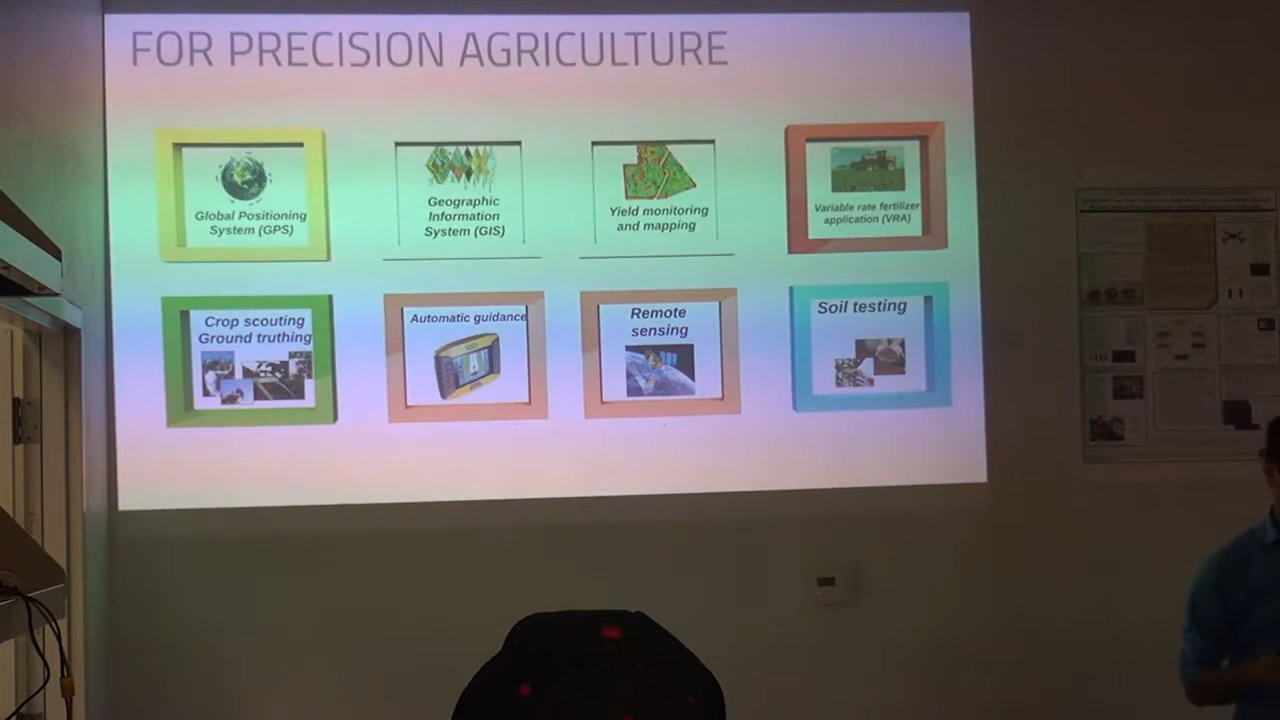 FOR PRECISION AGRICULTURE
Global Positioning
System (GPS)
Geographic
Information
System (GIS)
Yield monitoring
and mapping
Variable rate fertilizer
application (VRA)
Crop scouting
Ground truthing
Automatic guidance
Remote
sensing
Soil testing